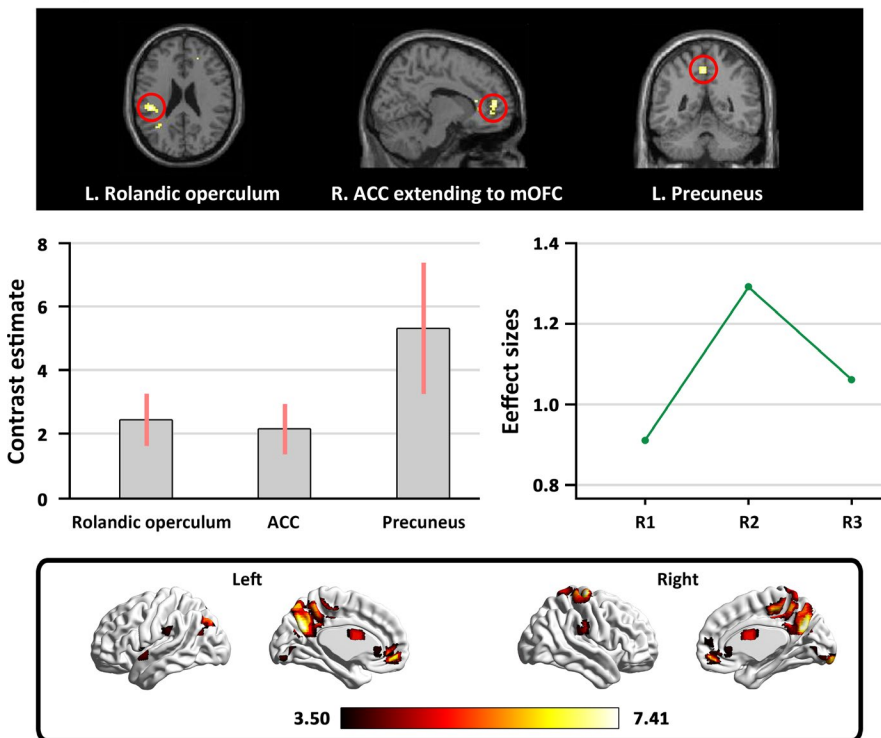 L. Rolandic operculum R. ACC extending to mOFC L. Precuneus
Contrast estimate
8
6
4
2
0
Rolandic operculum ACC Precuneus
Eeffect sizes
1.4
1.2
1.0
0.8
R1 R2 R3
Left Right
3.50 7.41